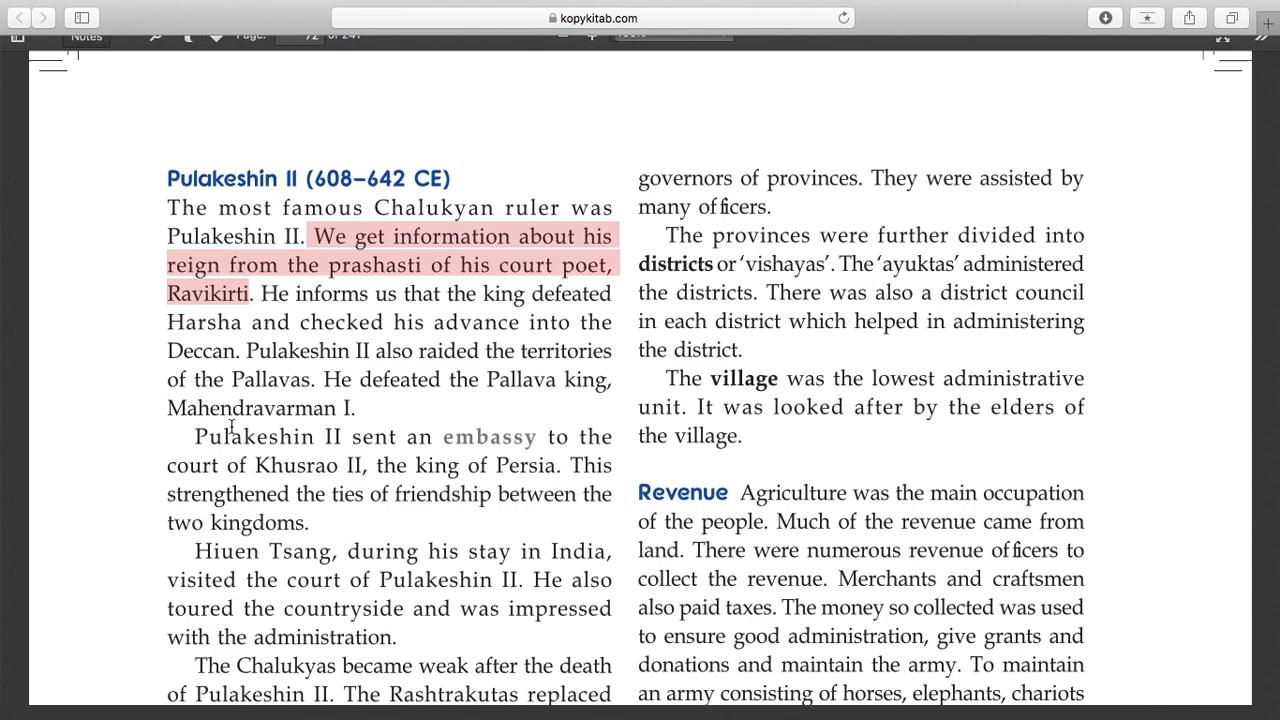 kopykitab.com
Notes
Page:
72 of 241
Pulakeshin II (608–642 CE)
The most famous Chalukyan ruler was
Pulakeshin II. We get information about his
reign from the prashasti of his court poet,
Ravikirti. He informs us that the king defeated
Harsha and checked his advance into the
Deccan. Pulakeshin II also raided the territories
of the Pallavas. He defeated the Pallava king,
Mahendravarman I.
Pulakeshin II sent an embassy to the
court of Khusrao II, the king of Persia. This
strengthened the ties of friendship between the
two kingdoms.
Hiuen Tsang, during his stay in India,
visited the court of Pulakeshin II. He also
toured the countryside and was impressed
with the administration.
The Chalukyas became weak after the death
of Pulakeshin II. The Rashtrakutas replaced
governors of provinces. They were assisted by
many officers.
The provinces were further divided into
districts or ‘vishayas’. The ‘ayuktas’ administered
the districts. There was also a district council
in each district which helped in administering
the district.
The village was the lowest administrative
unit. It was looked after by the elders of
the village.
Revenue Agriculture was the main occupation
of the people. Much of the revenue came from
land. There were numerous revenue officers to
collect the revenue. Merchants and craftsmen
also paid taxes. The money so collected was used
to ensure good administration, give grants and
donations and maintain the army. To maintain
an army consisting of horses, elephants, chariots